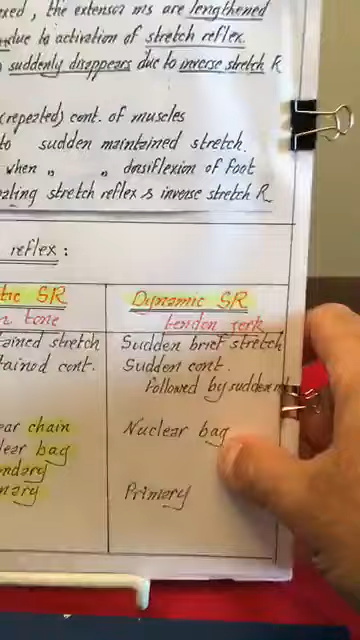 , the extensor ms are lengthened
due to activation of stretch reflex
suddenly disappears due to inverse stretch R
(repeated) cont. of muscles
to sudden maintained stretch.
when " " dorsiflexion of foot
stretch reflex & inverse stretch R.
reflex :
tic SR
Dynamic SR
n tone
tendon jerk
tained stretch
Sudden brief stretch
tained cont.
Sudden cont.
followed by sudden
ear chain
Nuclear bag
lear bag
ndary
mary
Primary